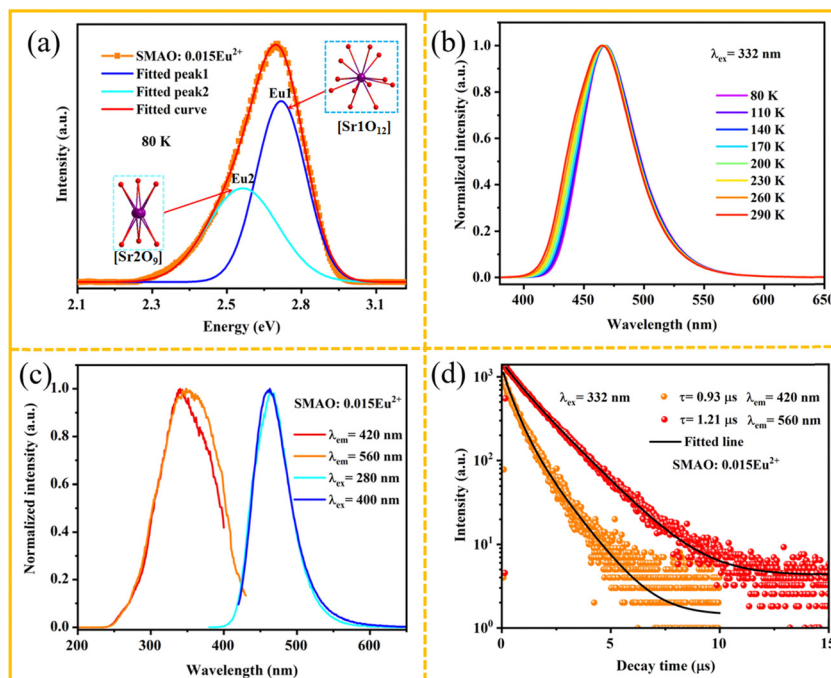 (a)
SMAO: 0.015Eu²⁺
Fitted peak1
Fitted peak2
Fitted curve
80 K
Eu1
[Sr1O₁₂]
Eu2
[Sr2O₉]
Intensity (a.u.)
2.1 2.3 2.5 2.7 2.9 3.1
Energy (eV)
(b)
λex= 332 nm
80 K
110 K
140 K
170 K
200 K
230 K
260 K
290 K
Normalized intensity (a.u.)
0.0
0.2
0.4
0.6
0.8
1.0
400 450 500 550 600 650
Wavelength (nm)
(c)
SMAO: 0.015Eu²⁺
λem= 420 nm
λem= 560 nm
λex= 280 nm
λex= 400 nm
Normalized intensity (a.u.)
0.0
0.2
0.4
0.6
0.8
1.0
200 300 400 500 600
Wavelength (nm)
(d)
λex= 332 nm
τ= 0.93 μs λem= 420 nm
τ= 1.21 μs λem= 560 nm
Fitted line
SMAO: 0.015Eu²⁺
Intensity (a.u.)
10³
10²
10¹
10⁰
0 5 10 15
Decay time (μs)